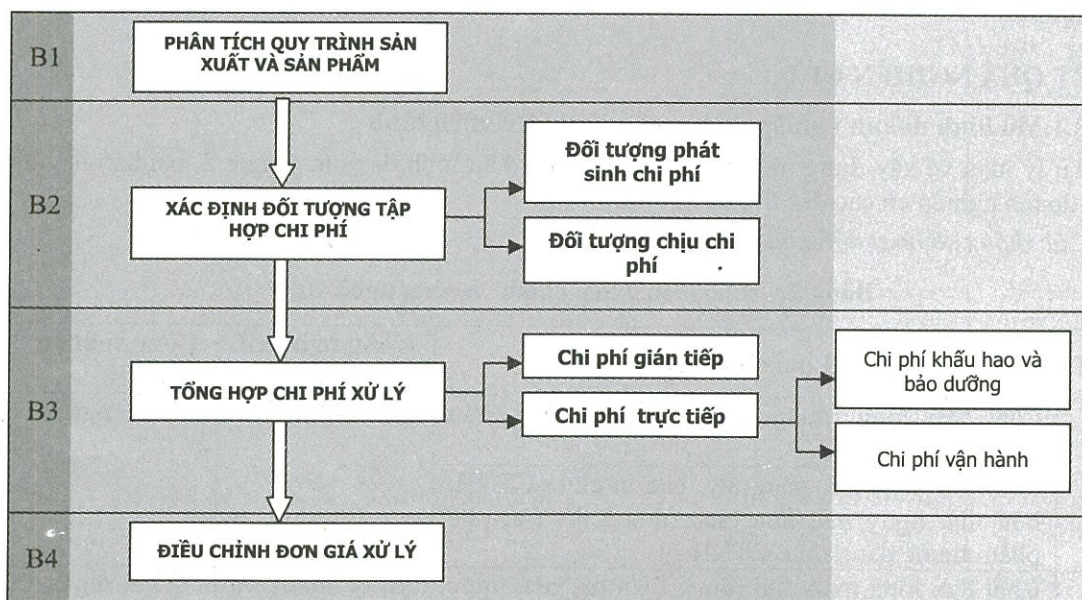 B1
PHÂN TÍCH QUY TRÌNH SẢN
XUẤT VÀ SẢN PHẨM
B2
XÁC ĐỊNH ĐỐI TƯỢNG TẬP
HỢP CHI PHÍ
Đối tượng phát
sinh chi phí
Đối tượng chịu chi
phí
B3
TỔNG HỢP CHI PHÍ XỬ LÝ
Chi phí gián tiếp
Chi phí trực tiếp
Chi phí khấu hao và
bảo dưỡng
Chi phí vận hành
B4
ĐIỀU CHỈNH ĐƠN GIÁ XỬ LÝ